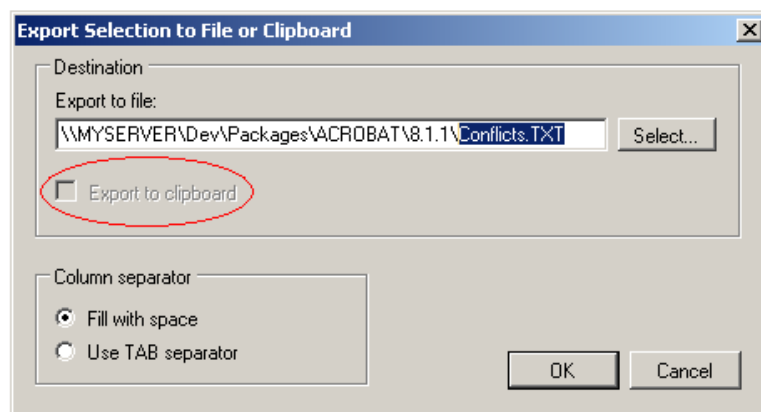 Export Selection to File or Clipboard
Destination
Export to file:
\\MYSERVER\Dev\Packages\ACROBAT\8.1.1\Conflicts.TXT
Select...
Export to clipboard
Column separator
Fill with space
Use TAB separator
OK
Cancel